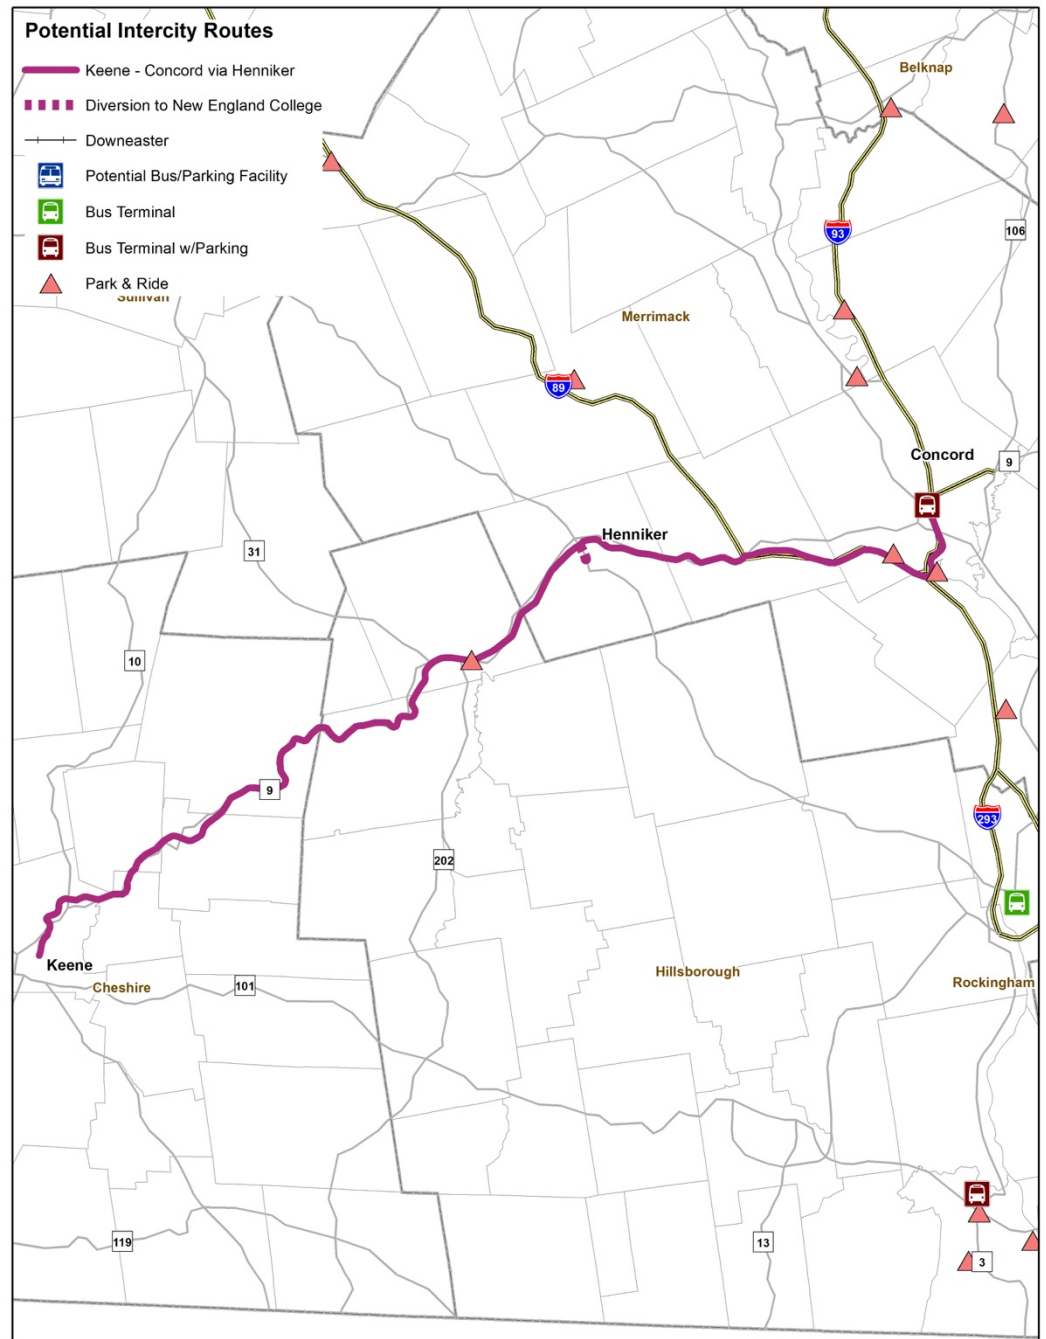 Potential Intercity Routes
Keene - Concord via Henniker
Diversion to New England College
Downeaster
Potential Bus/Parking Facility
Bus Terminal
Bus Terminal w/Parking
Park & Ride
Sullivan
Belknap
93
106
Merrimack
89
Concord
9
Henniker
31
10
9
293
202
Keene
Cheshire
101
Hillsborough
Rockingham
119
13
3